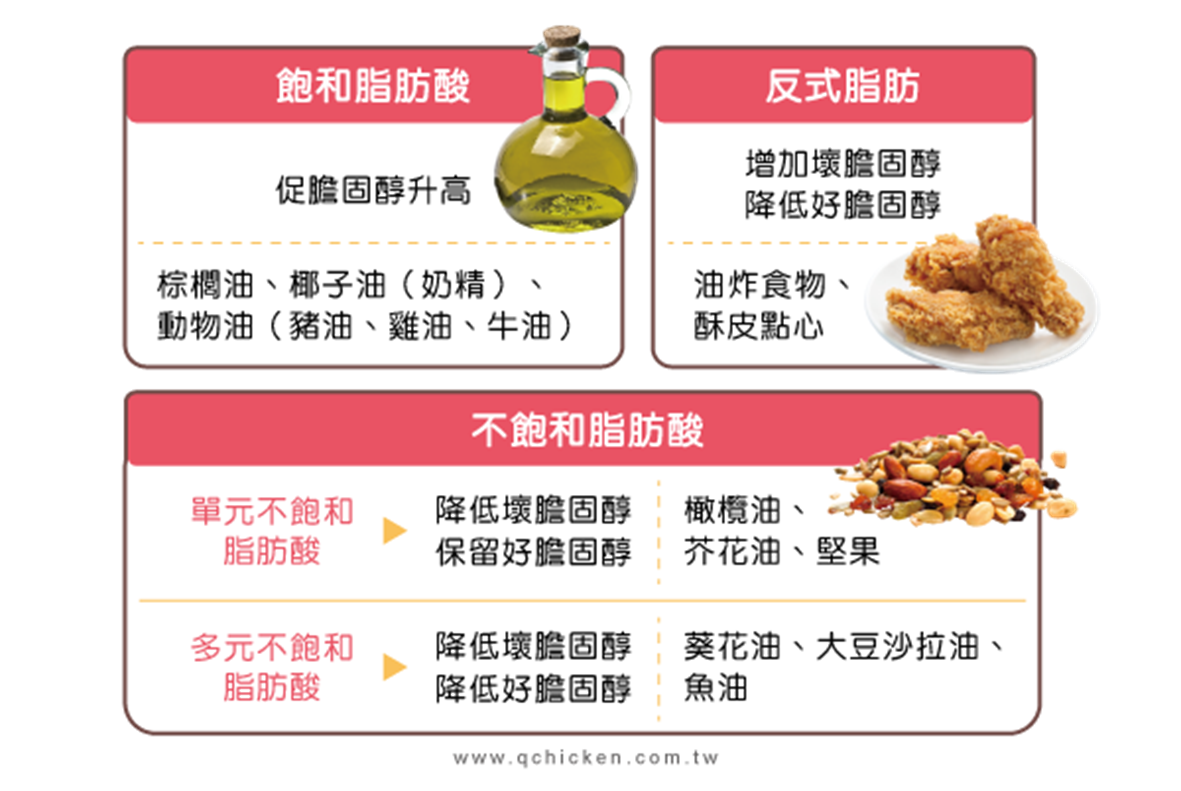 飽和脂肪酸
促膽固醇升高
棕櫚油、椰子油（奶精）、
動物油（豬油、雞油、牛油）
反式脂肪
增加壞膽固醇
降低好膽固醇
油炸食物、
酥皮點心
不飽和脂肪酸
單元不飽和
脂肪酸
降低壞膽固醇
保留好膽固醇
橄欖油、
芥花油、堅果
多元不飽和
脂肪酸
降低壞膽固醇
降低好膽固醇
葵花油、大豆沙拉油、
魚油
www.qchicken.com.tw